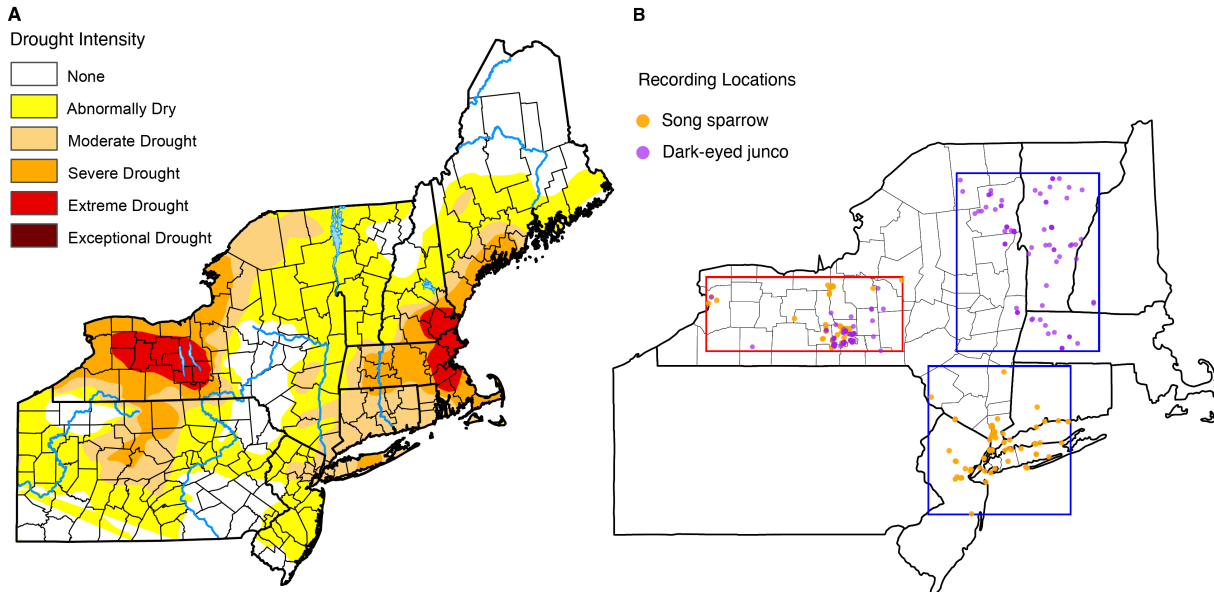 A
Drought Intensity
None
Abnormally Dry
Moderate Drought
Severe Drought
Extreme Drought
Exceptional Drought
B
Recording Locations
Song sparrow
Dark-eyed junco